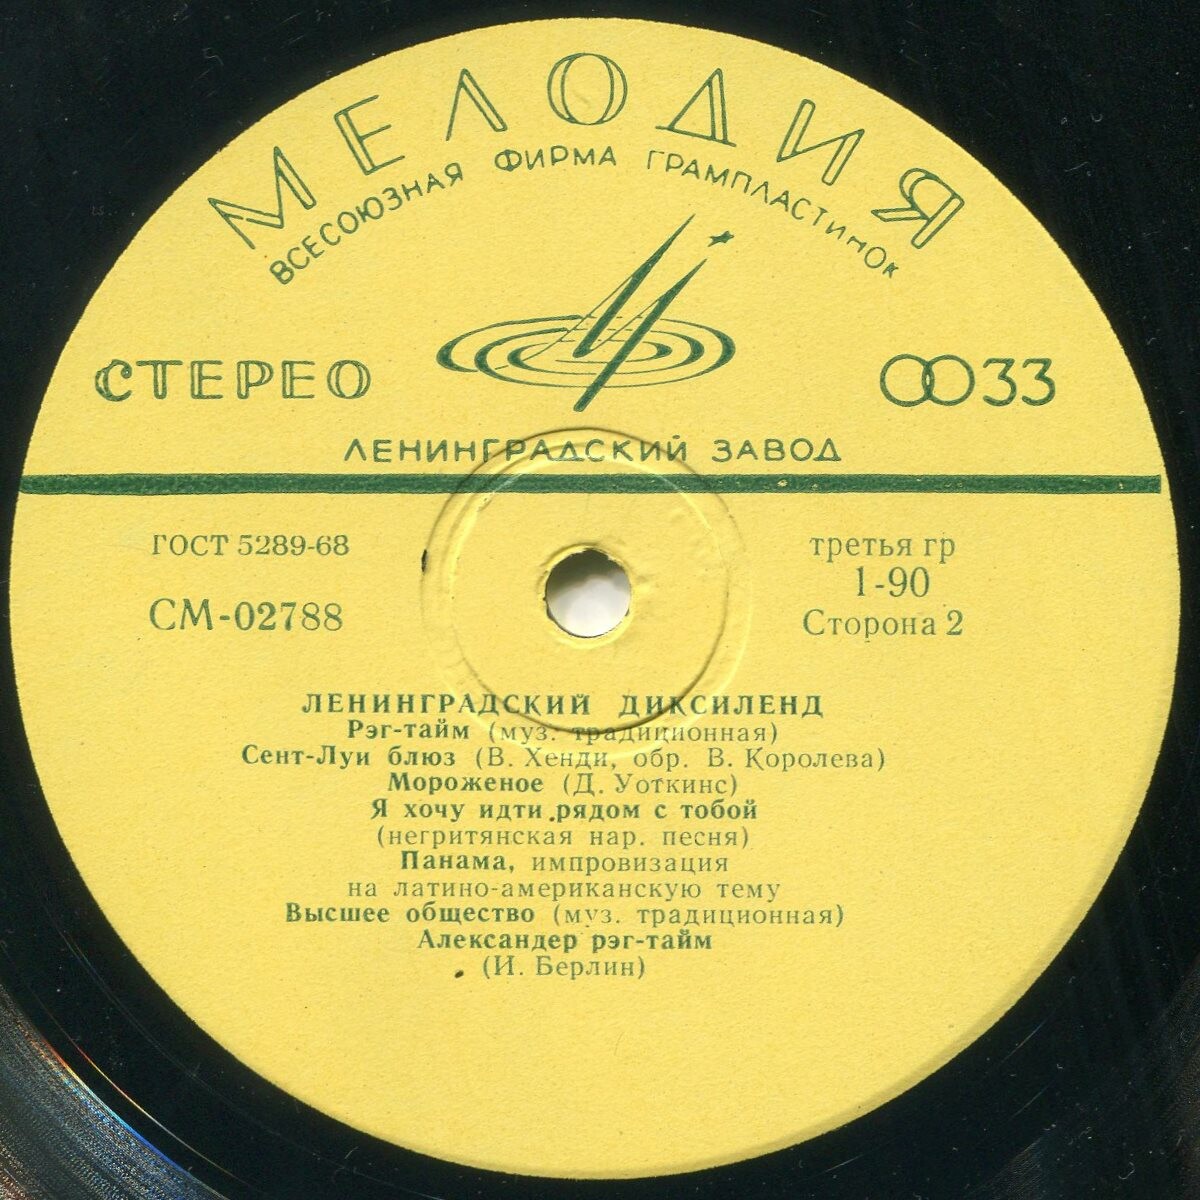 МЕЛОДИЯ
ВСЕСОЮЗНАЯ ФИРМА ГРАМПЛАСТИНОК
СТЕРЕО
33
ЛЕНИНГРАДСКИЙ ЗАВОД
ГОСТ 5289-68
третья гр
1-90
СМ-02788
Сторона 2
ЛЕНИНГРАДСКИЙ ДИКСИЛЕНД
Рэг-тайм (муз. традиционная)
Сент-Луи блюз (В. Хенди, обр. В. Королева)
Мороженое (Д. Уоткинс)
Я хочу идти рядом с тобой
(негритянская нар. песня)
Панама, импровизация
на латино-американскую тему
Высшее общество (муз. традиционная)
Александер рэг-тайм
(И. Берлин)